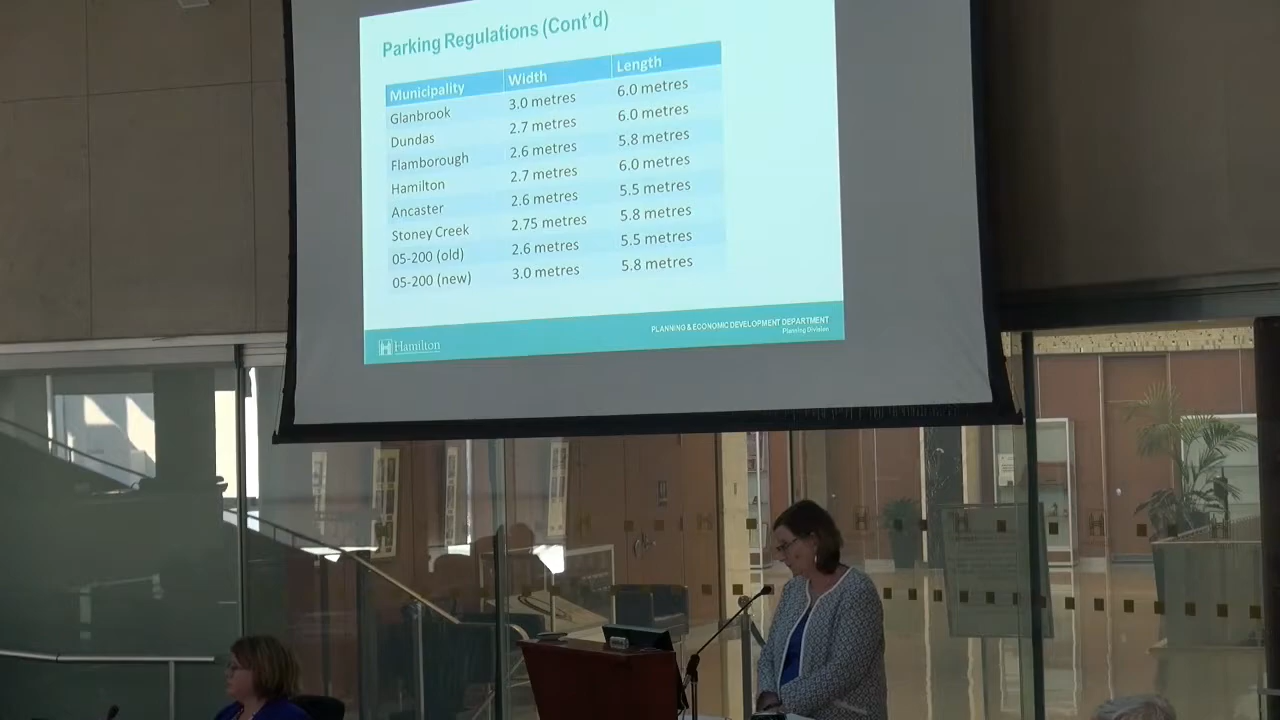 Parking Regulations (Cont'd)
Municipality Width Length
Glanbrook 3.0 metres 6.0 metres
Dundas 2.7 metres 6.0 metres
Flamborough 2.6 metres 5.8 metres
Hamilton 2.7 metres 6.0 metres
Ancaster 2.6 metres 5.5 metres
Stoney Creek 2.75 metres 5.8 metres
05-200 (old) 2.6 metres 5.5 metres
05-200 (new) 3.0 metres 5.8 metres
PLANNING & ECONOMIC DEVELOPMENT DEPARTMENT
Planning Division
Hamilton